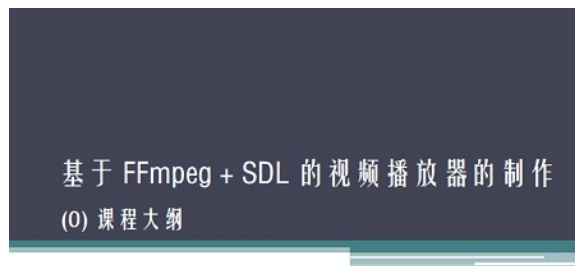 基于 FFmpeg + SDL 的视频播放器的制作
(0) 课程大纲